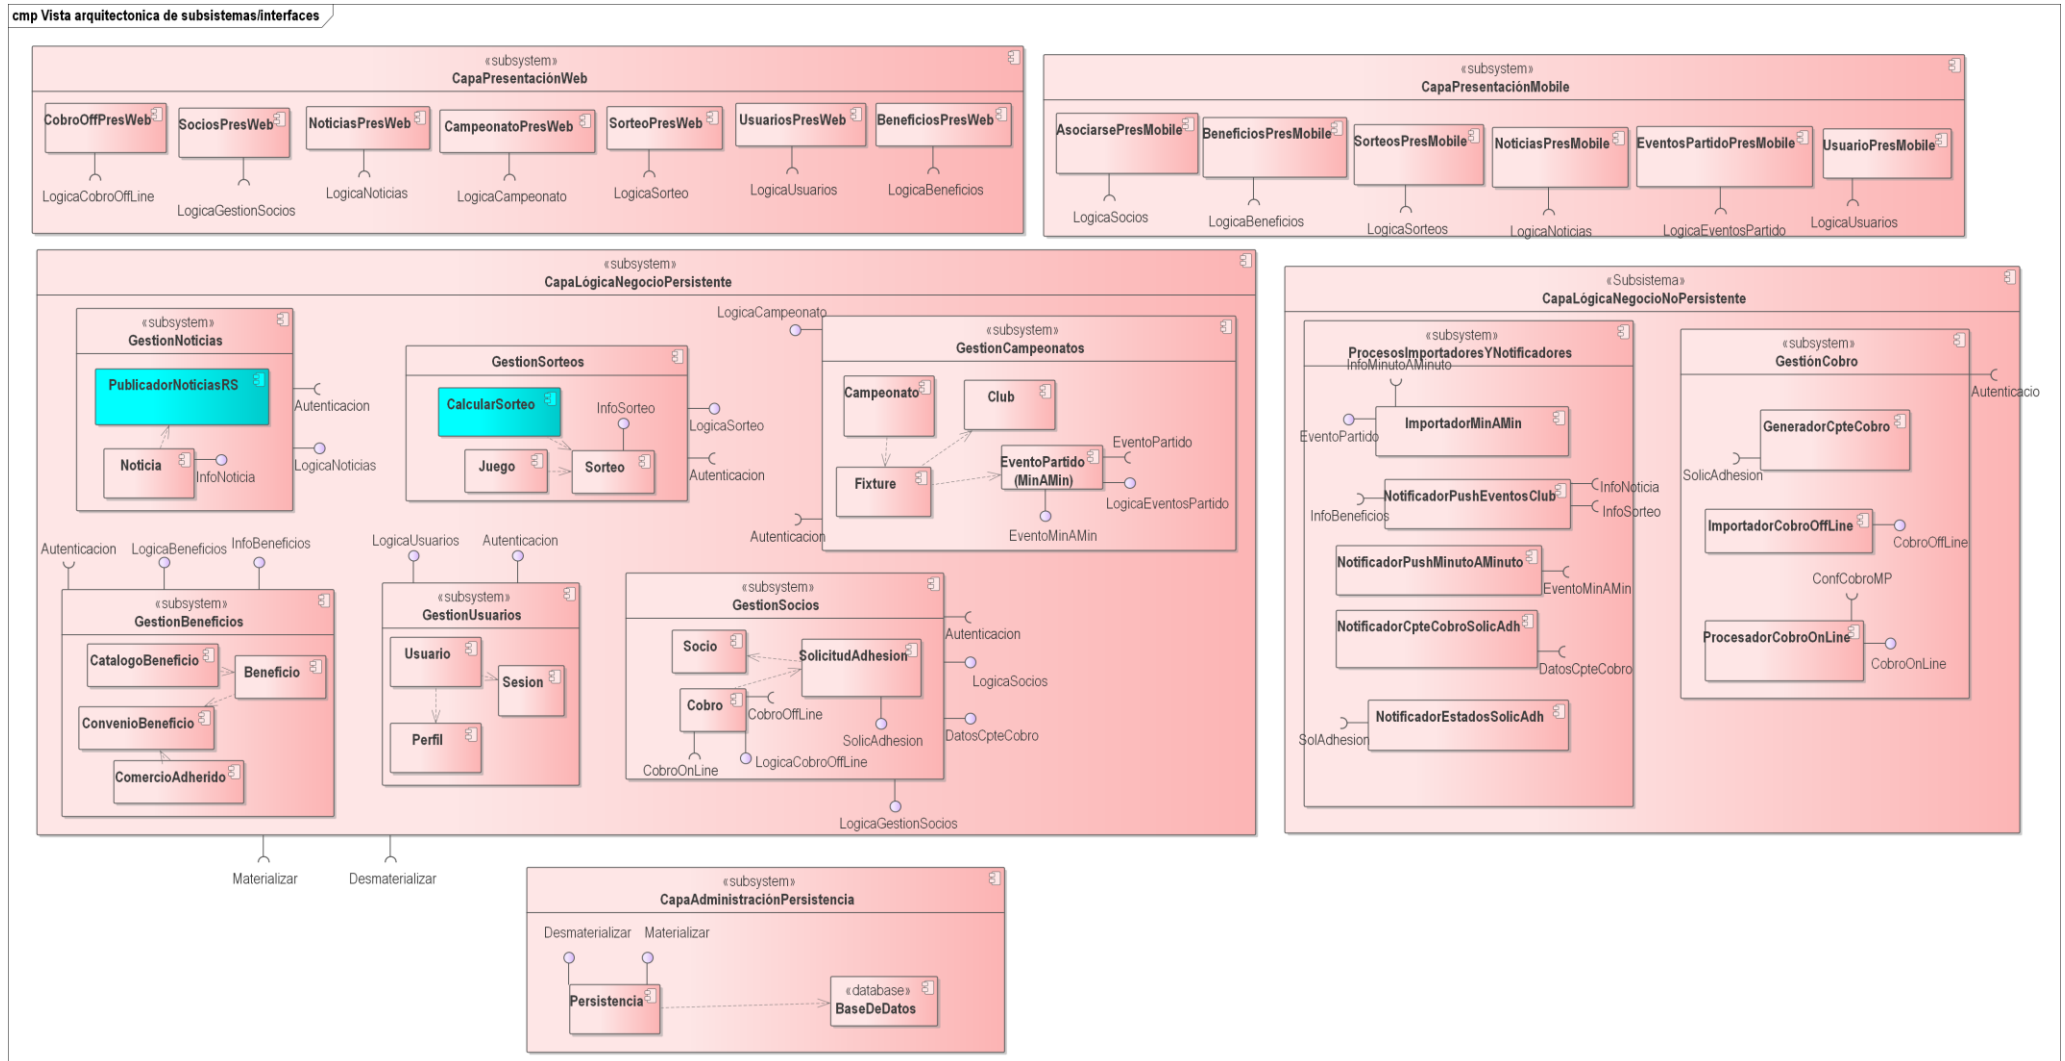 cmp Vista arquitectonica de subsistemas/interfaces
«subsystem»
CapaPresentaciónWeb
CobroOffPresWeb
SociosPresWeb
NoticiasPresWeb
CampeonatoPresWeb
SorteoPresWeb
UsuariosPresWeb
BeneficiosPresWeb
LogicaCobroOffLine
LogicaGestionSocios
LogicaNoticias
LogicaCampeonato
LogicaSorteo
LogicaUsuarios
LogicaBeneficios
«subsystem»
CapaPresentaciónMobile
AsociarsePresMobile
BeneficiosPresMobile
SorteosPresMobile
NoticiasPresMobile
EventosPartidoPresMobile
UsuarioPresMobile
LogicaSocios
LogicaBeneficios
LogicaSorteos
LogicaNoticias
LogicaEventosPartido
LogicaUsuarios
«subsystem»
CapaLógicaNegocioPersistente
«subsystem»
GestionNoticias
PublicadorNoticiasRS
Noticia
InfoNoticia
Autenticacion
LogicaNoticias
GestionSorteos
CalcularSorteo
InfoSorteo
Juego
Sorteo
LogicaSorteo
Autenticacion
LogicaCampeonato
«subsystem»
GestionCampeonatos
Campeonato
Club
Fixture
EventoPartido
(MinAMin)
EventoPartido
LogicaEventosPartido
EventoMinAMin
Autenticacion
Autenticacion
LogicaBeneficios
InfoBeneficios
«subsystem»
GestionBeneficios
CatalogoBeneficio
Beneficio
ConvenioBeneficio
ComercioAdherido
LogicaUsuarios
Autenticacion
«subsystem»
GestionUsuarios
Usuario
Sesion
Perfil
«subsystem»
GestionSocios
Socio
SolicitudAdhesion
Cobro
CobroOffLine
SolicAdhesion
CobroOnLine
LogicaCobroOffLine
Autenticacion
LogicaSocios
DatosCpteCobro
LogicaGestionSocios
Materializar
Desmaterializar
«Subsistema»
CapaLógicaNegocioNoPersistente
«subsystem»
ProcesosImportadoresYNotificadores
InfoMinutoAMinuto
ImportadorMinAMin
EventoPartido
NotificadorPushEventosClub
InfoNoticia
InfoSorteo
InfoBeneficios
NotificadorPushMinutoAMinuto
EventoMinAMin
NotificadorCpteCobroSolicAdh
DatosCpteCobro
NotificadorEstadosSolicAdh
SolAdhesion
«subsystem»
GestiónCobro
Autenticacio
GeneradorCpteCobro
SolicAdhesion
ImportadorCobroOffLine
CobroOffLine
ConfCobroMP
ProcesadorCobroOnLine
CobroOnLine
«subsystem»
CapaAdministraciónPersistencia
Desmaterializar
Materializar
Persistencia
«database»
BaseDeDatos